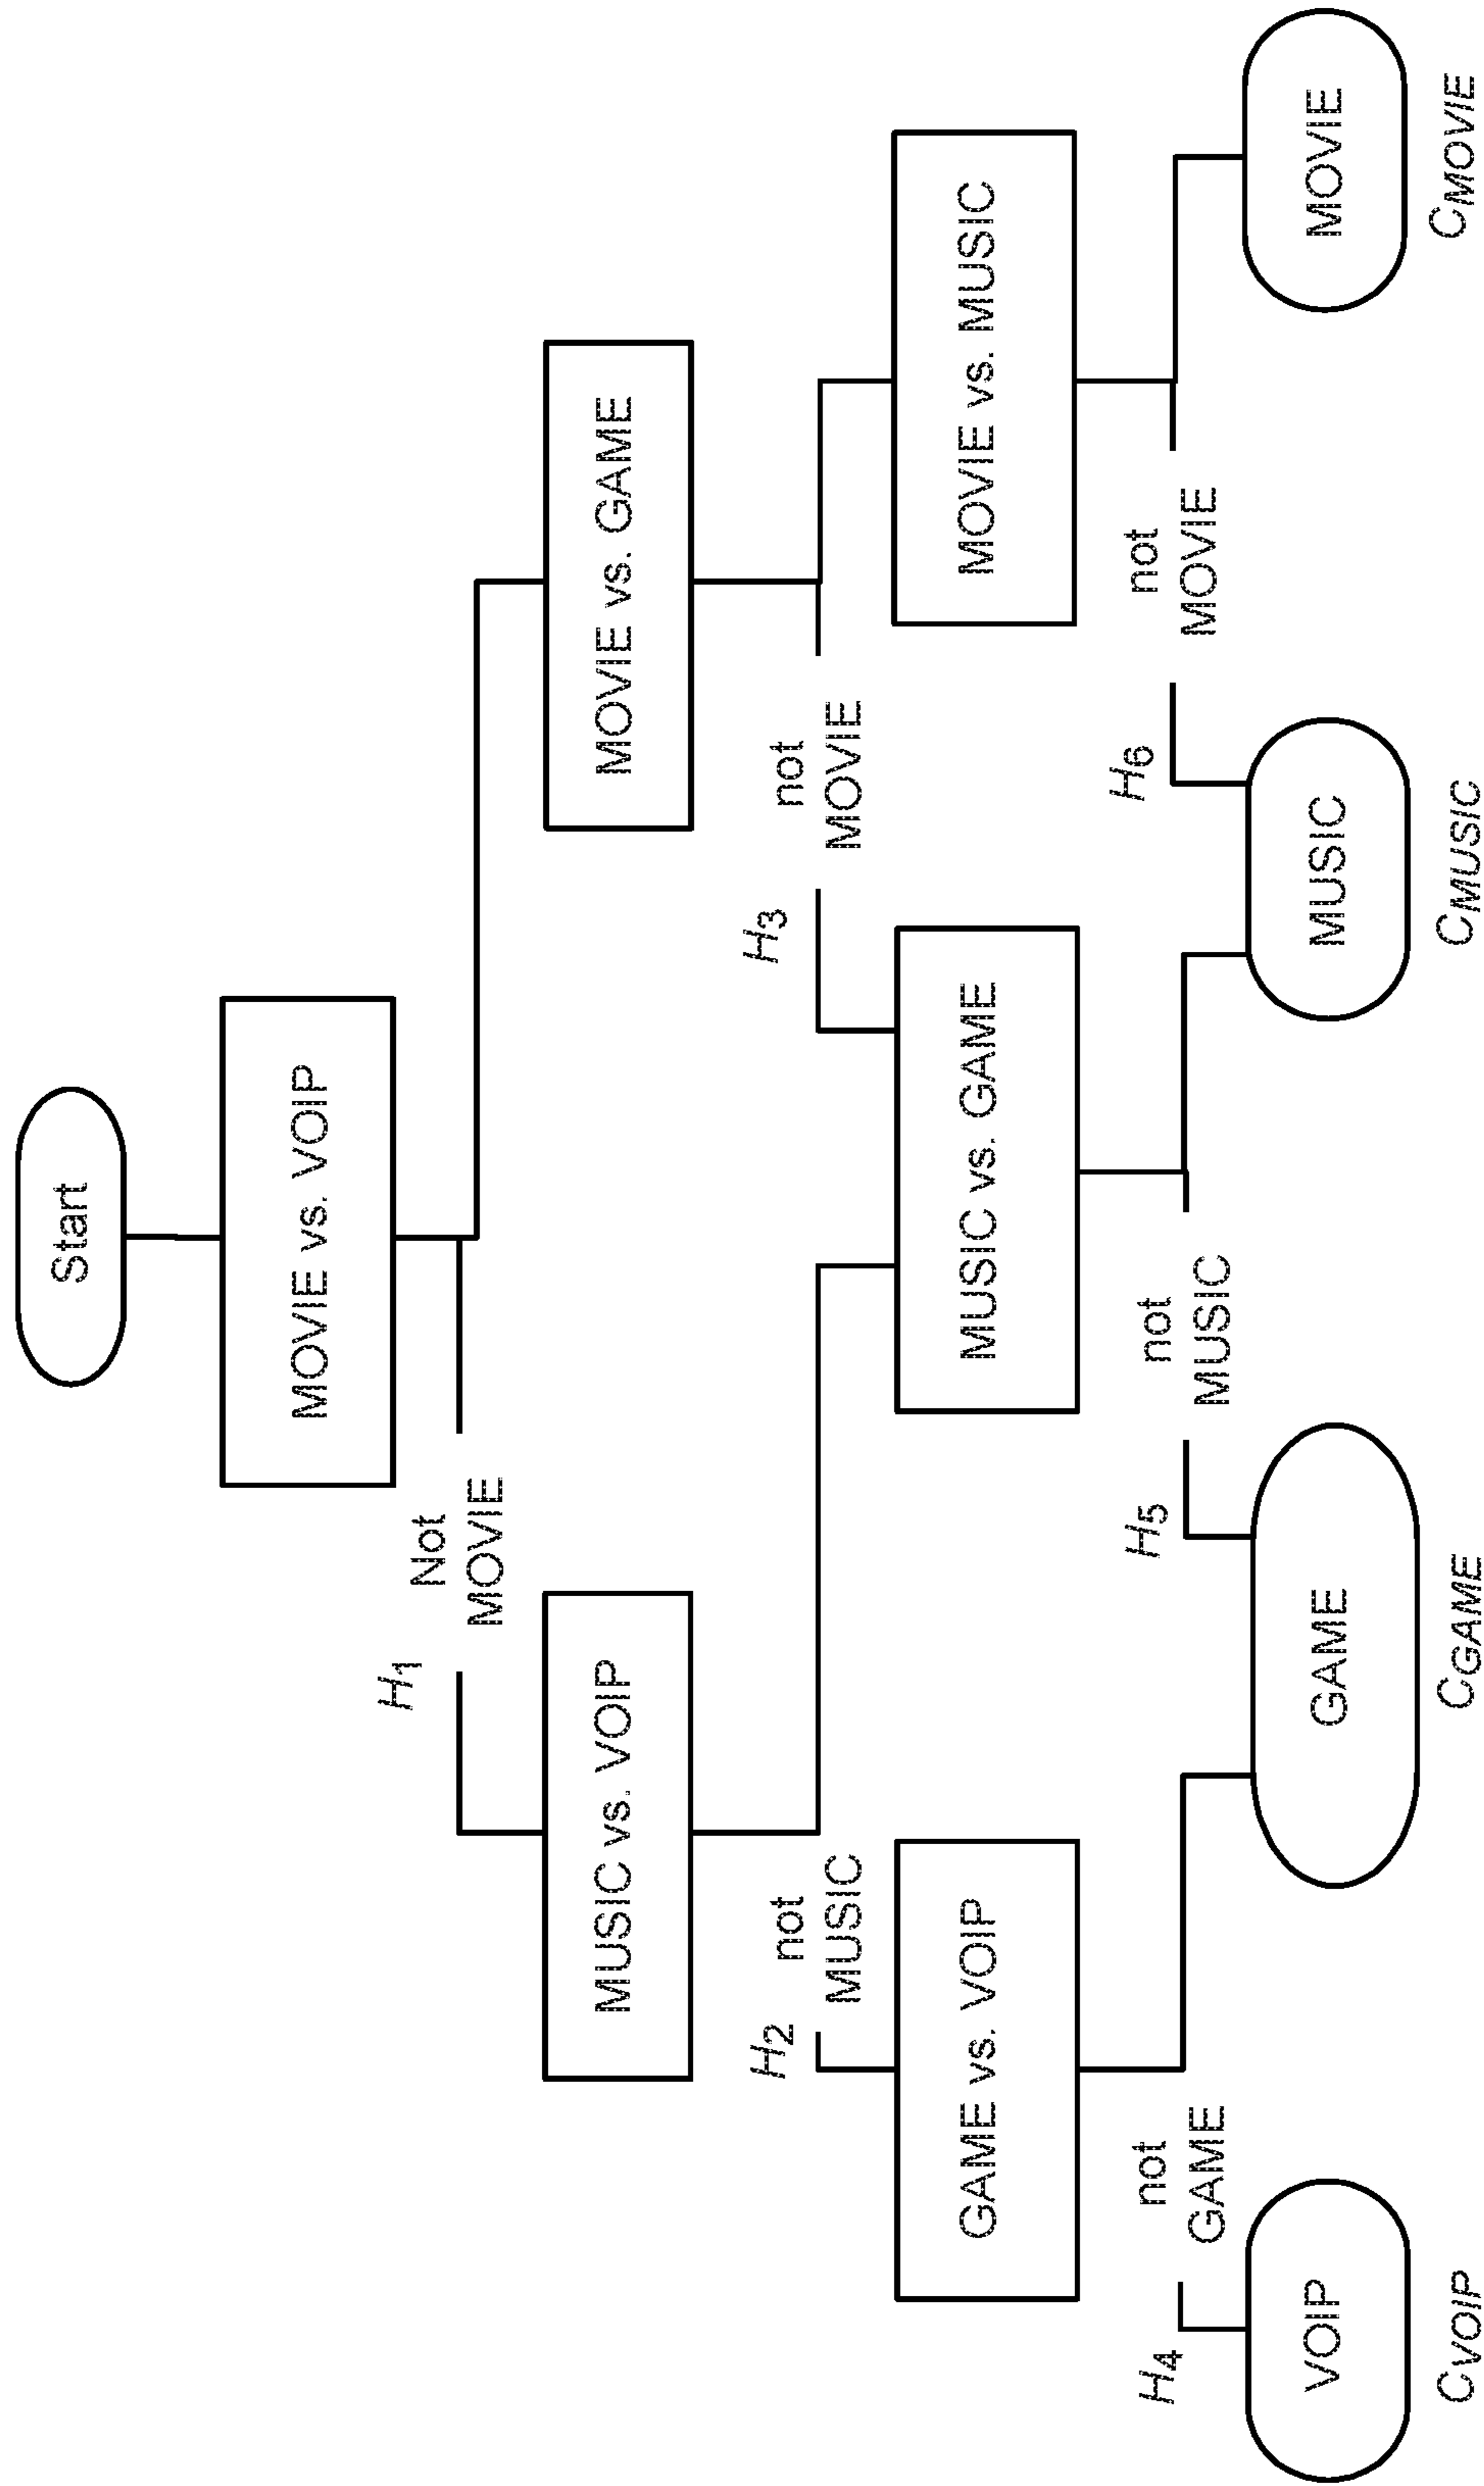 Start
MOVIE vs. VOIP
H1
Not
MOVIE
MUSIC vs. VOIP
MOVIE vs. GAME
H2
not
MUSIC
H3
not
MOVIE
GAME vs. VOIP
MUSIC vs. GAME
MOVIE vs. MUSIC
H4
not
GAME
H5
not
MUSIC
H6
not
MOVIE
VOIP
GAME
MUSIC
MOVIE
CVOIP
CGAME
CMUSIC
CMOVIE